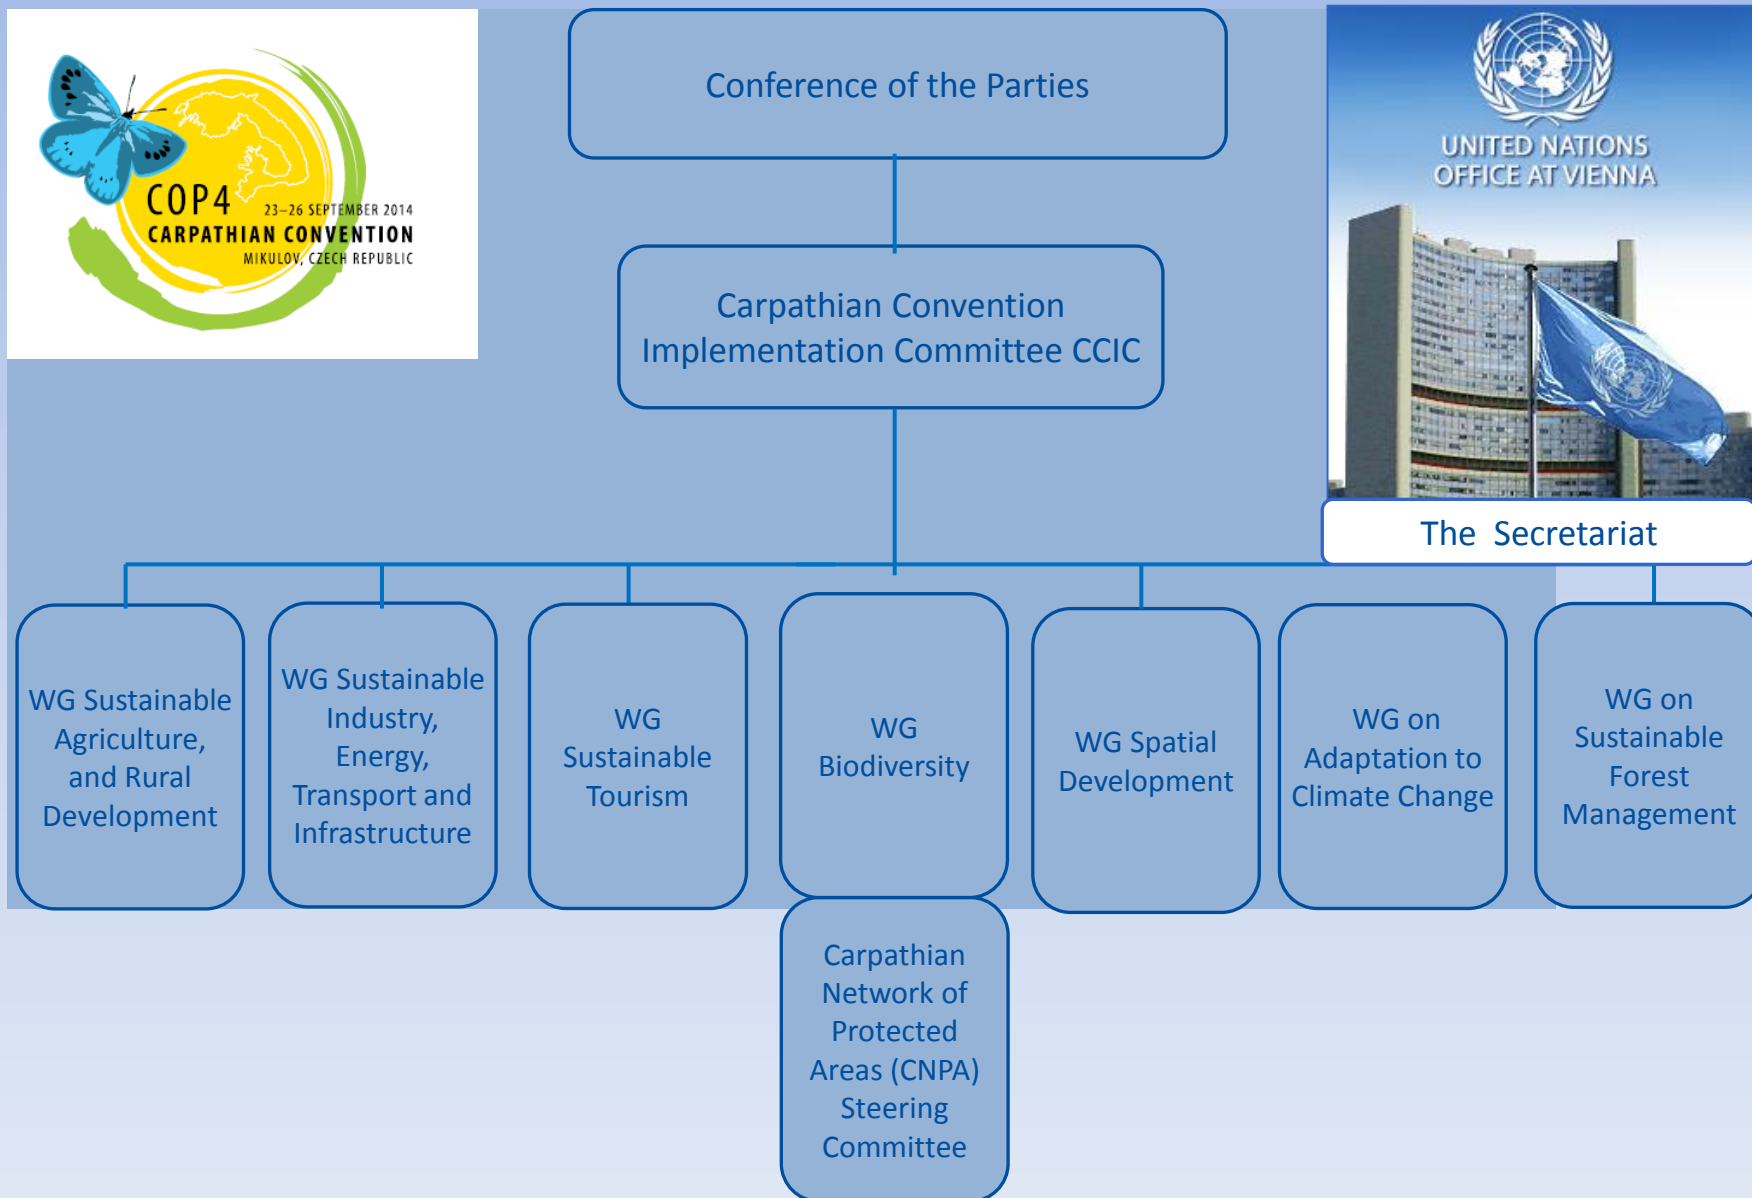 COP4
23–26 SEPTEMBER 2014
CARPATHIAN CONVENTION
MIKULOV, CZECH REPUBLIC
Conference of the Parties
UNITED NATIONS
OFFICE AT VIENNA
Carpathian Convention
Implementation Committee CCIC
The Secretariat
WG Sustainable
Agriculture,
and Rural
Development
WG Sustainable
Industry,
Energy,
Transport and
Infrastructure
WG
Sustainable
Tourism
WG
Biodiversity
WG Spatial
Development
WG on
Adaptation to
Climate Change
WG on
Sustainable
Forest
Management
Carpathian
Network of
Protected
Areas (CNPA)
Steering
Committee